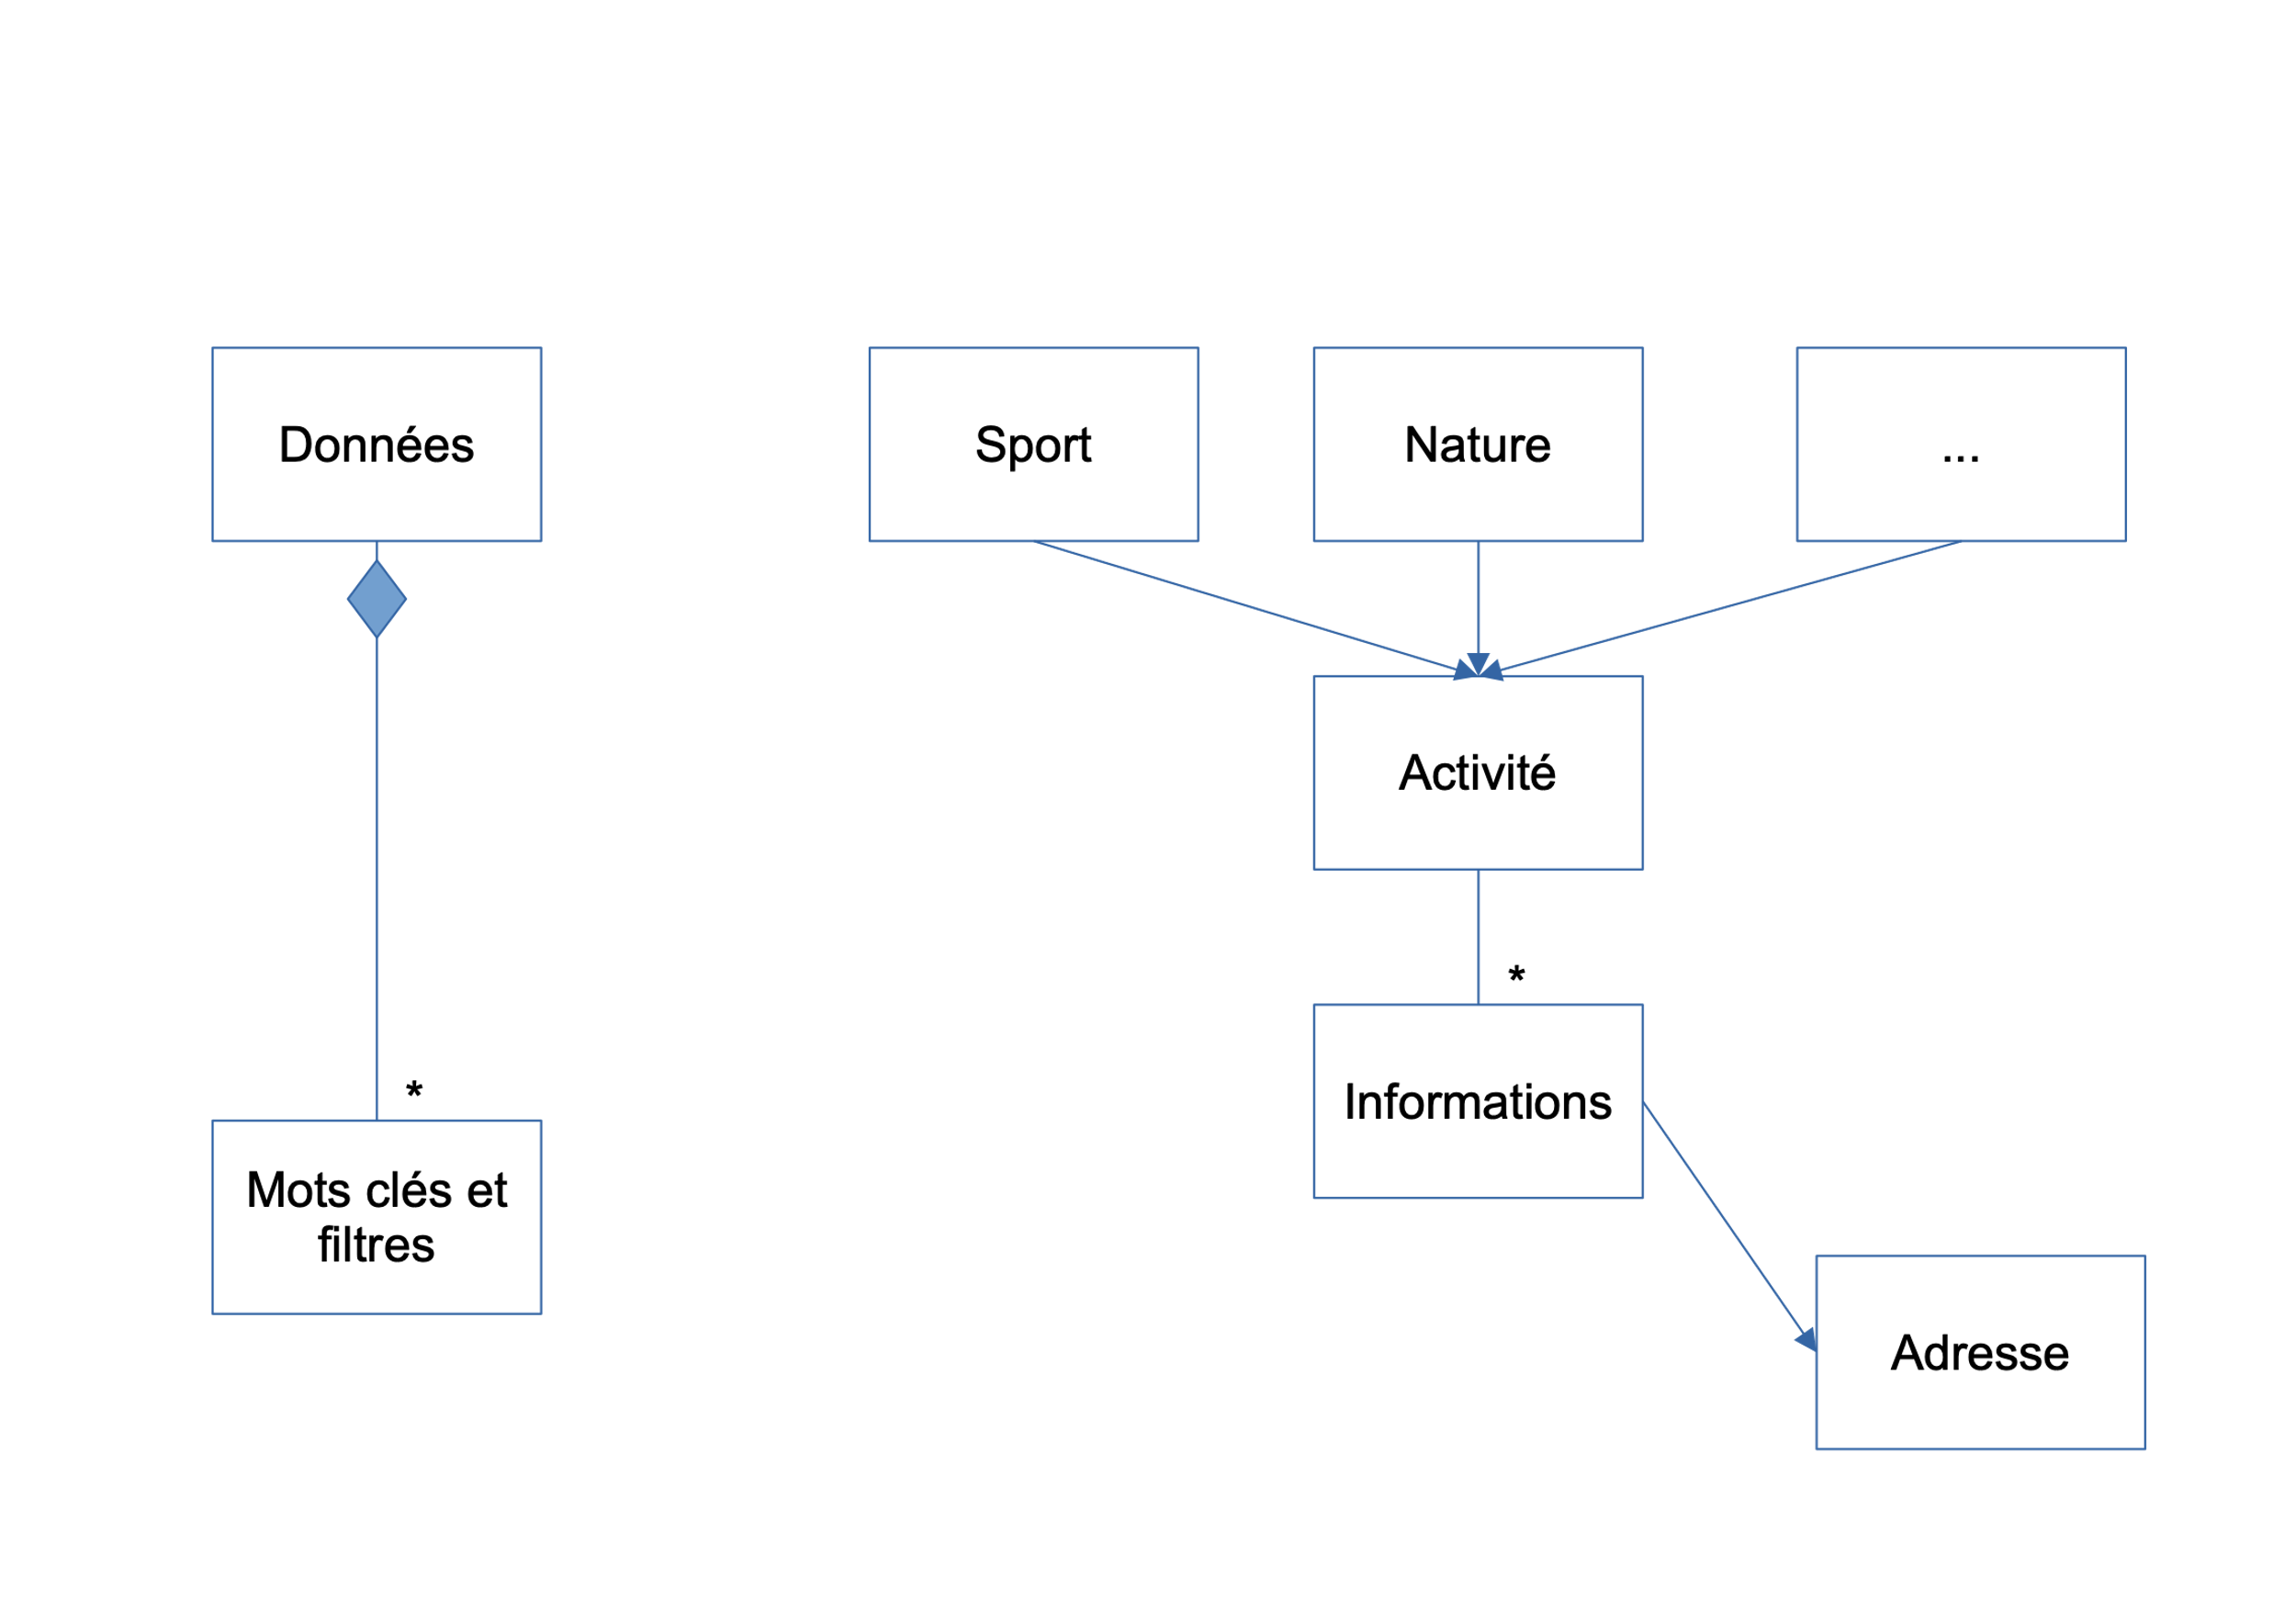 Données
Sport
Nature
...
Activité
*
Informations
*
Mots clés et
filtres
Adresse